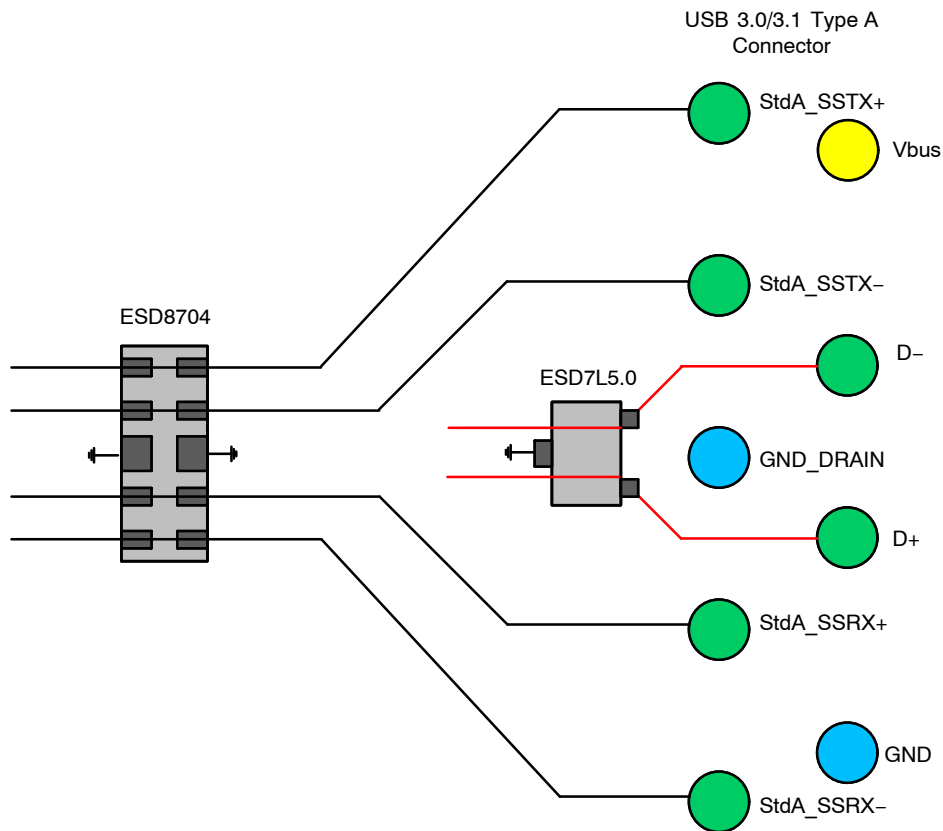 USB 3.0/3.1 Type A
Connector
StdA_SSTX+
Vbus
StdA_SSTX−
ESD8704
D−
ESD7L5.0
GND_DRAIN
D+
StdA_SSRX+
GND
StdA_SSRX−